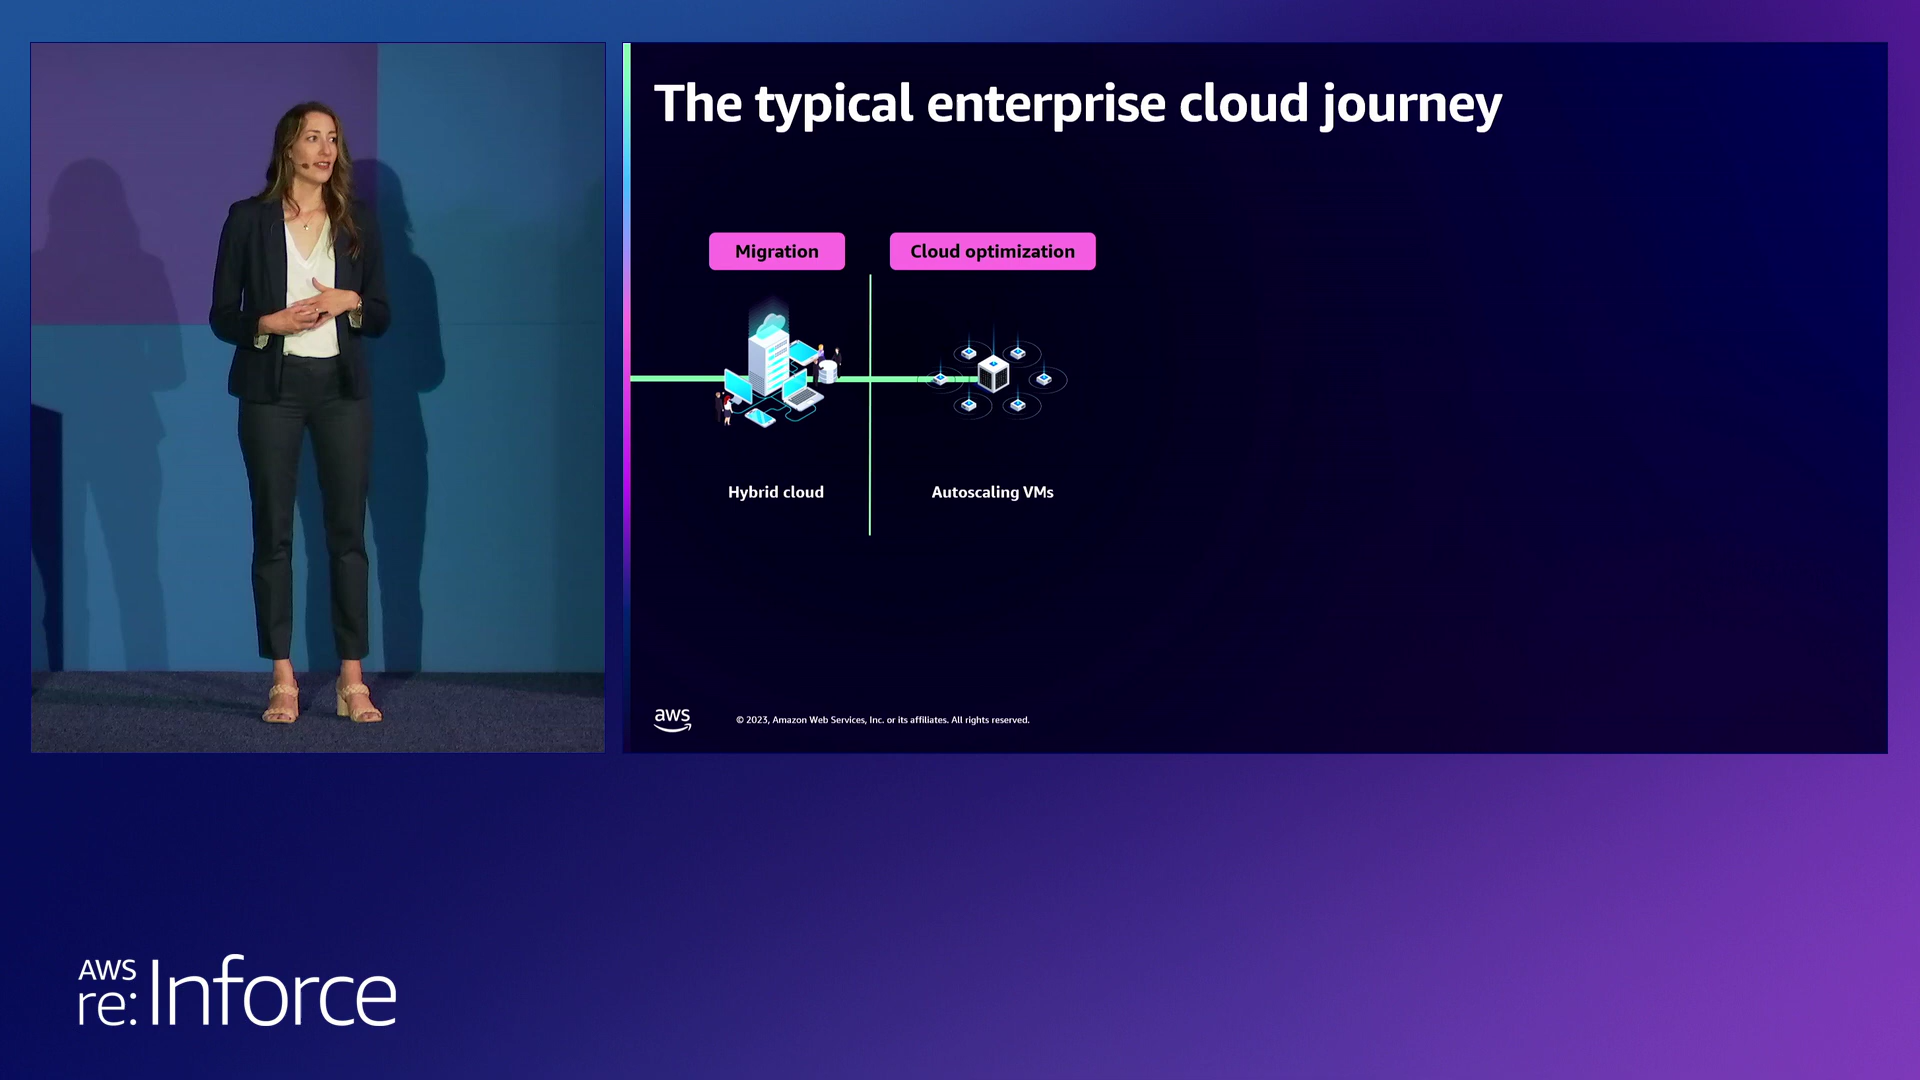 The typical enterprise cloud journey
Migration
Cloud optimization
Hybrid cloud
Autoscaling VMs
aws
© 2023, Amazon Web Services, Inc. or its affiliates. All rights reserved.
AWS
re:Inforce